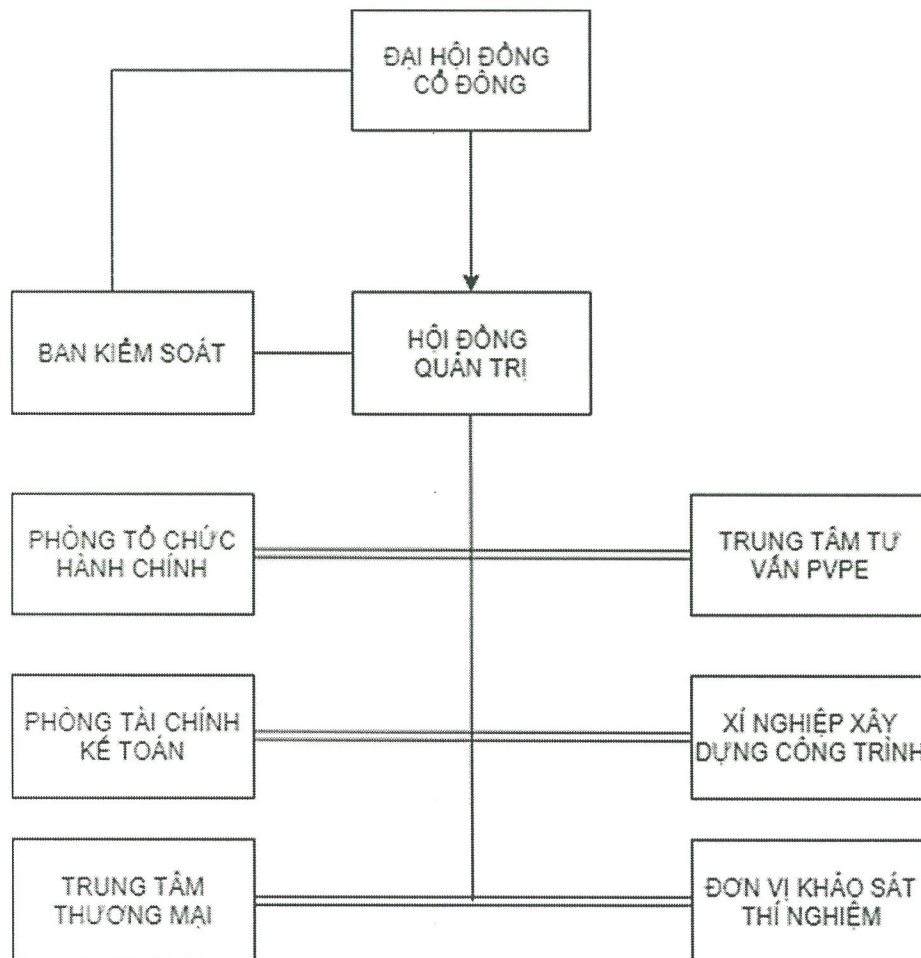 ĐẠI HỘI ĐỒNG
CỔ ĐÔNG
BAN KIỂM SOÁT
HỘI ĐỒNG
QUẢN TRỊ
PHÒNG TỔ CHỨC
HÀNH CHÍNH
TRUNG TÂM TƯ
VẤN PVPE
PHÒNG TÀI CHÍNH
KẾ TOÁN
XÍ NGHIỆP XÂY
DỰNG CÔNG TRÌNH
TRUNG TÂM
THƯƠNG MẠI
ĐƠN VỊ KHẢO SÁT
THÍ NGHIỆM